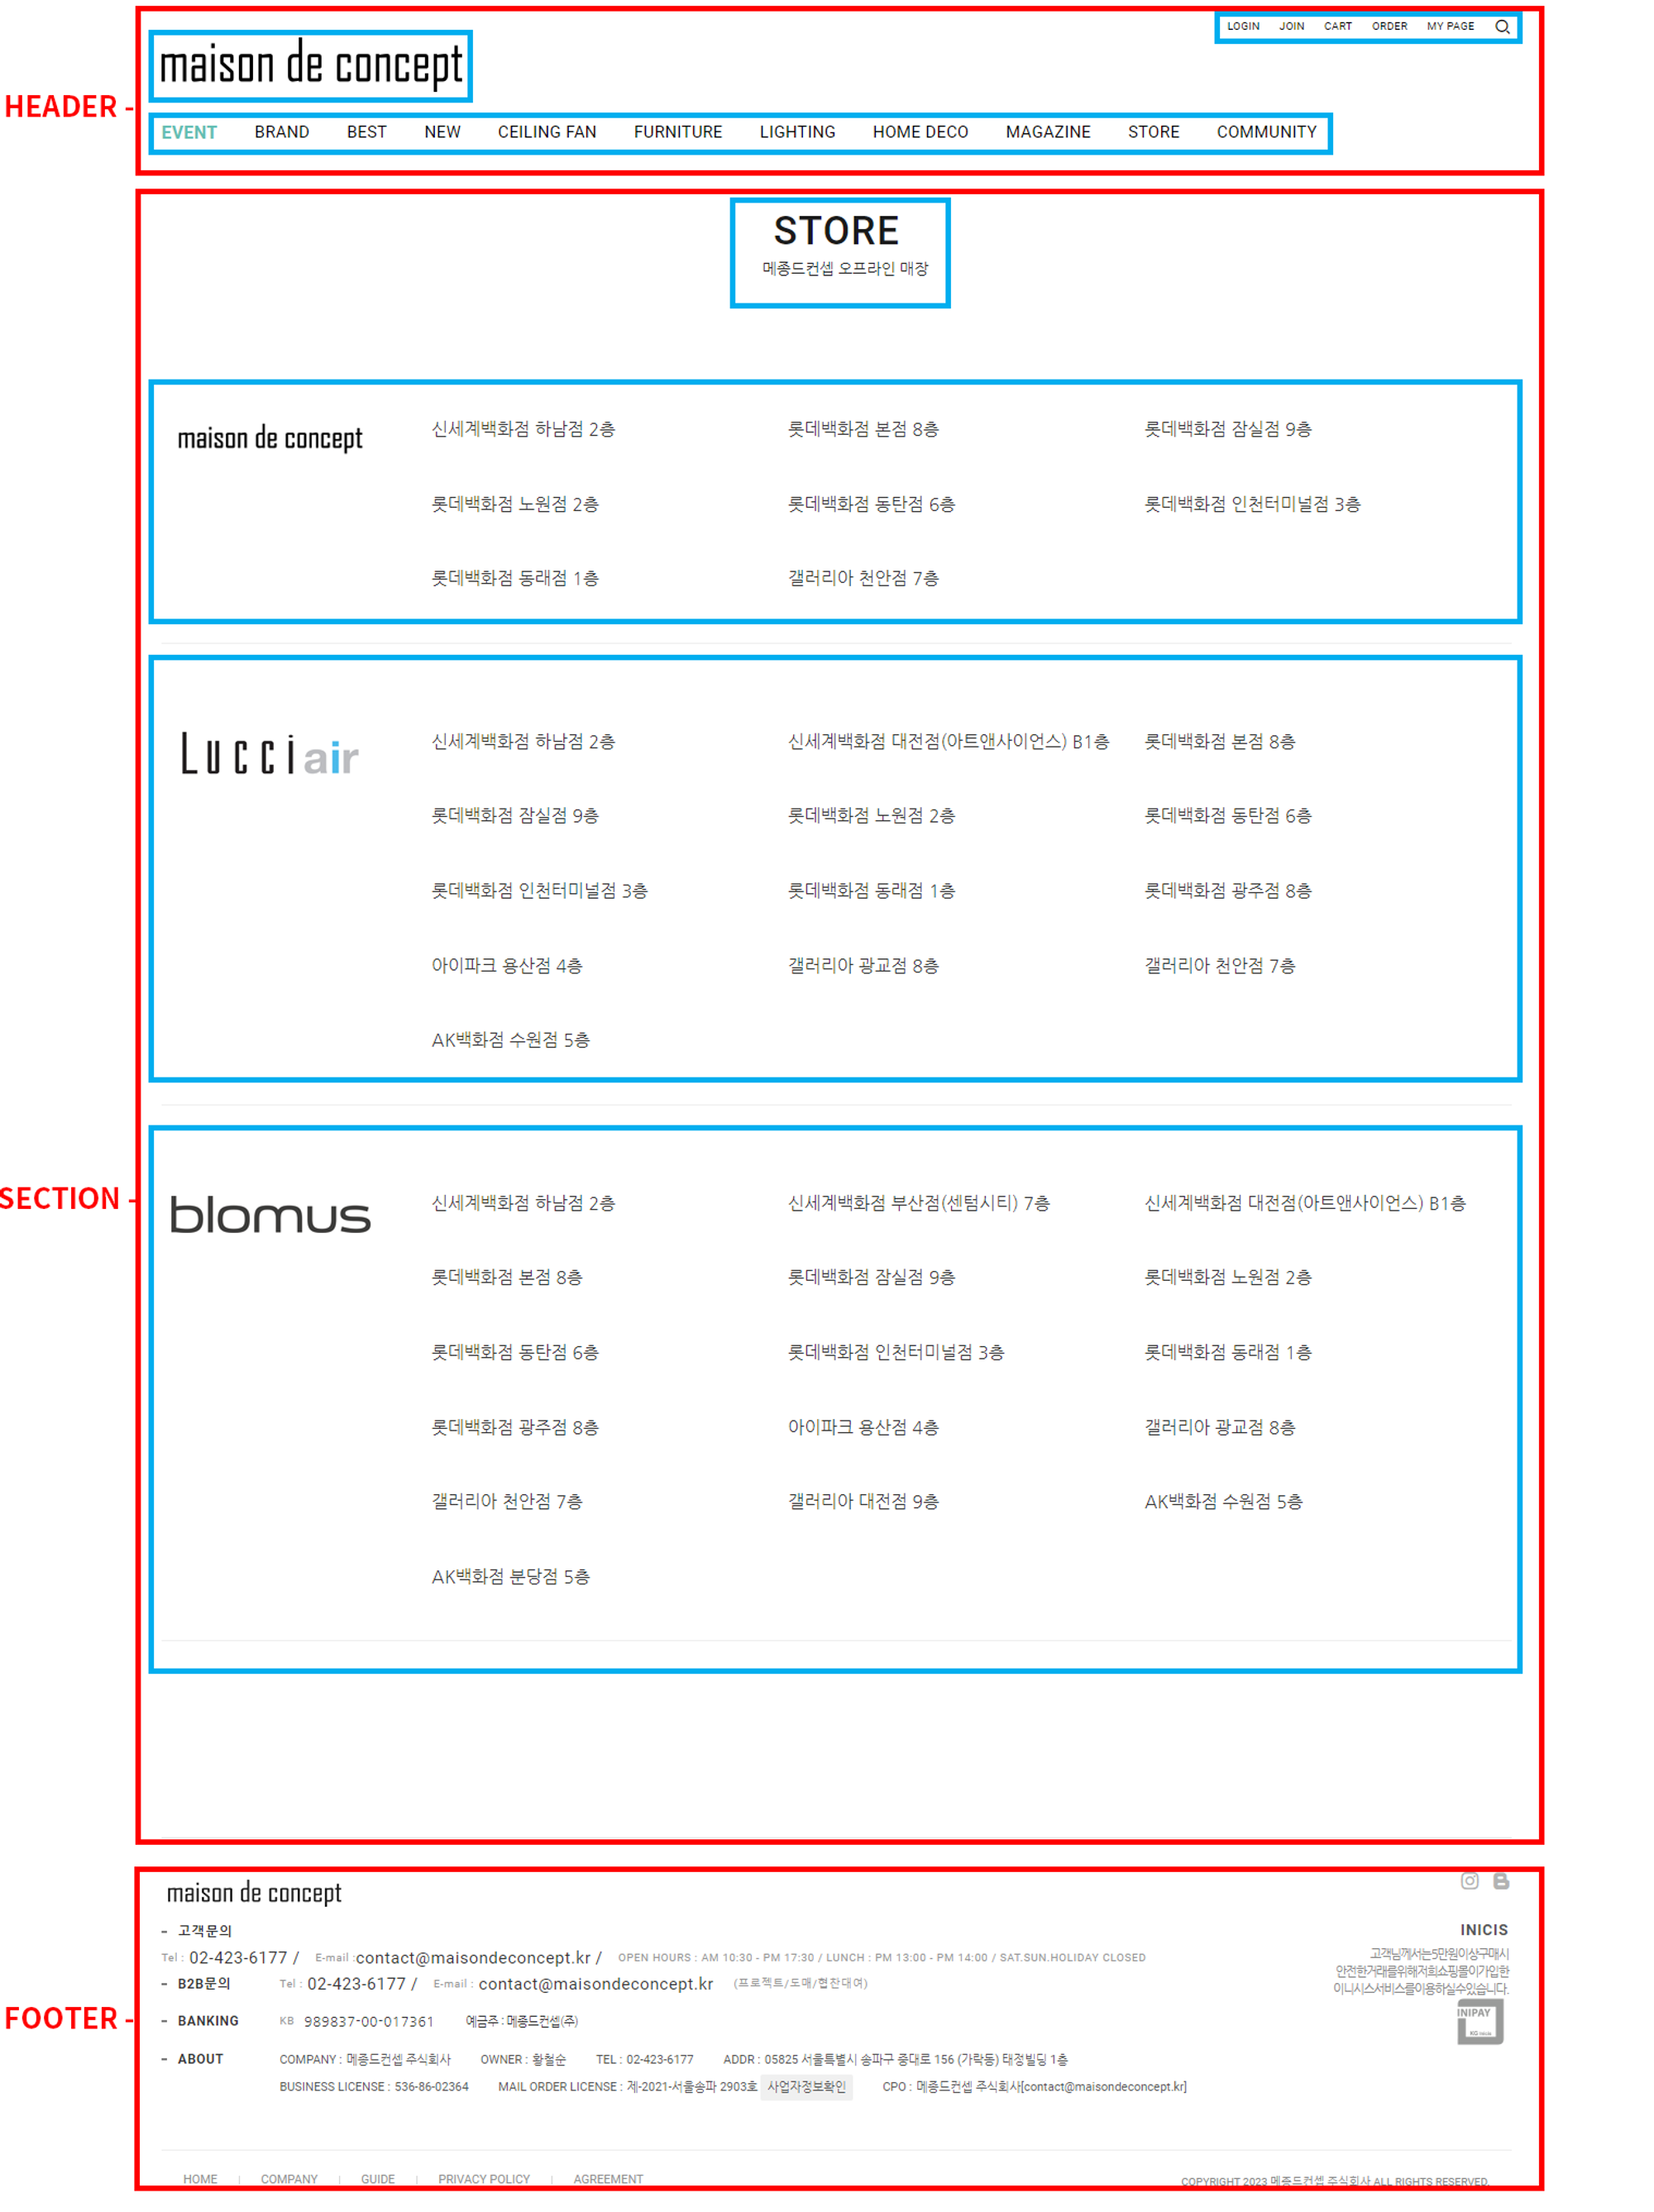 LOGIN JOIN CART ORDER MY PAGE
maison de concept
HEADER -
EVENT BRAND BEST NEW CEILING FAN FURNITURE LIGHTING HOME DECO MAGAZINE STORE COMMUNITY
STORE
메종드컨셉 오프라인 매장
maison de concept
신세계백화점 하남점 2층 롯데백화점 본점 8층 롯데백화점 잠실점 9층
롯데백화점 노원점 2층 롯데백화점 동탄점 6층 롯데백화점 인천터미널점 3층
롯데백화점 동래점 1층 갤러리아 천안점 7층
Lucci air
신세계백화점 하남점 2층 신세계백화점 대전점(아트앤사이언스) B1층 롯데백화점 본점 8층
롯데백화점 잠실점 9층 롯데백화점 노원점 2층 롯데백화점 동탄점 6층
롯데백화점 인천터미널점 3층 롯데백화점 동래점 1층 롯데백화점 광주점 8층
아이파크 용산점 4층 갤러리아 광교점 8층 갤러리아 천안점 7층
AK백화점 수원점 5층
SECTION -
blomus
신세계백화점 하남점 2층 신세계백화점 부산점(센텀시티) 7층 신세계백화점 대전점(아트앤사이언스) B1층
롯데백화점 본점 8층 롯데백화점 잠실점 9층 롯데백화점 노원점 2층
롯데백화점 동탄점 6층 롯데백화점 인천터미널점 3층 롯데백화점 동래점 1층
롯데백화점 광주점 8층 아이파크 용산점 4층 갤러리아 광교점 8층
갤러리아 천안점 7층 갤러리아 대전점 9층 AK백화점 수원점 5층
AK백화점 분당점 5층
maison de concept
- 고객문의
Tel : 02-423-6177 / E-mail :contact@maisondeconcept.kr / OPEN HOURS : AM 10:30 - PM 17:30 / LUNCH : PM 13:00 - PM 14:00 / SAT.SUN.HOLIDAY CLOSED
- B2B문의 Tel : 02-423-6177 / E-mail : contact@maisondeconcept.kr (프로젝트/도매/협찬대여)
INICIS
고객님께서는5만원이상구매시
안전한거래를위해저희쇼핑몰이가입한
이니시스서비스를이용하실수있습니다.
INIPAY
KG Inicis
FOOTER -
- BANKING KB 989837-00-017361 예금주 : 메종드컨셉(주)
- ABOUT COMPANY : 메종드컨셉 주식회사 OWNER : 황철순 TEL : 02-423-6177 ADDR : 05825 서울특별시 송파구 중대로 156 (가락동) 태정빌딩 1층
BUSINESS LICENSE : 536-86-02364 MAIL ORDER LICENSE : 제-2021-서울송파 2903호 사업자정보확인 CPO : 메종드컨셉 주식회사[contact@maisondeconcept.kr]
HOME | COMPANY | GUIDE | PRIVACY POLICY | AGREEMENT
COPYRIGHT 2023 메종드컨셉 주식회사 ALL RIGHTS RESERVED.